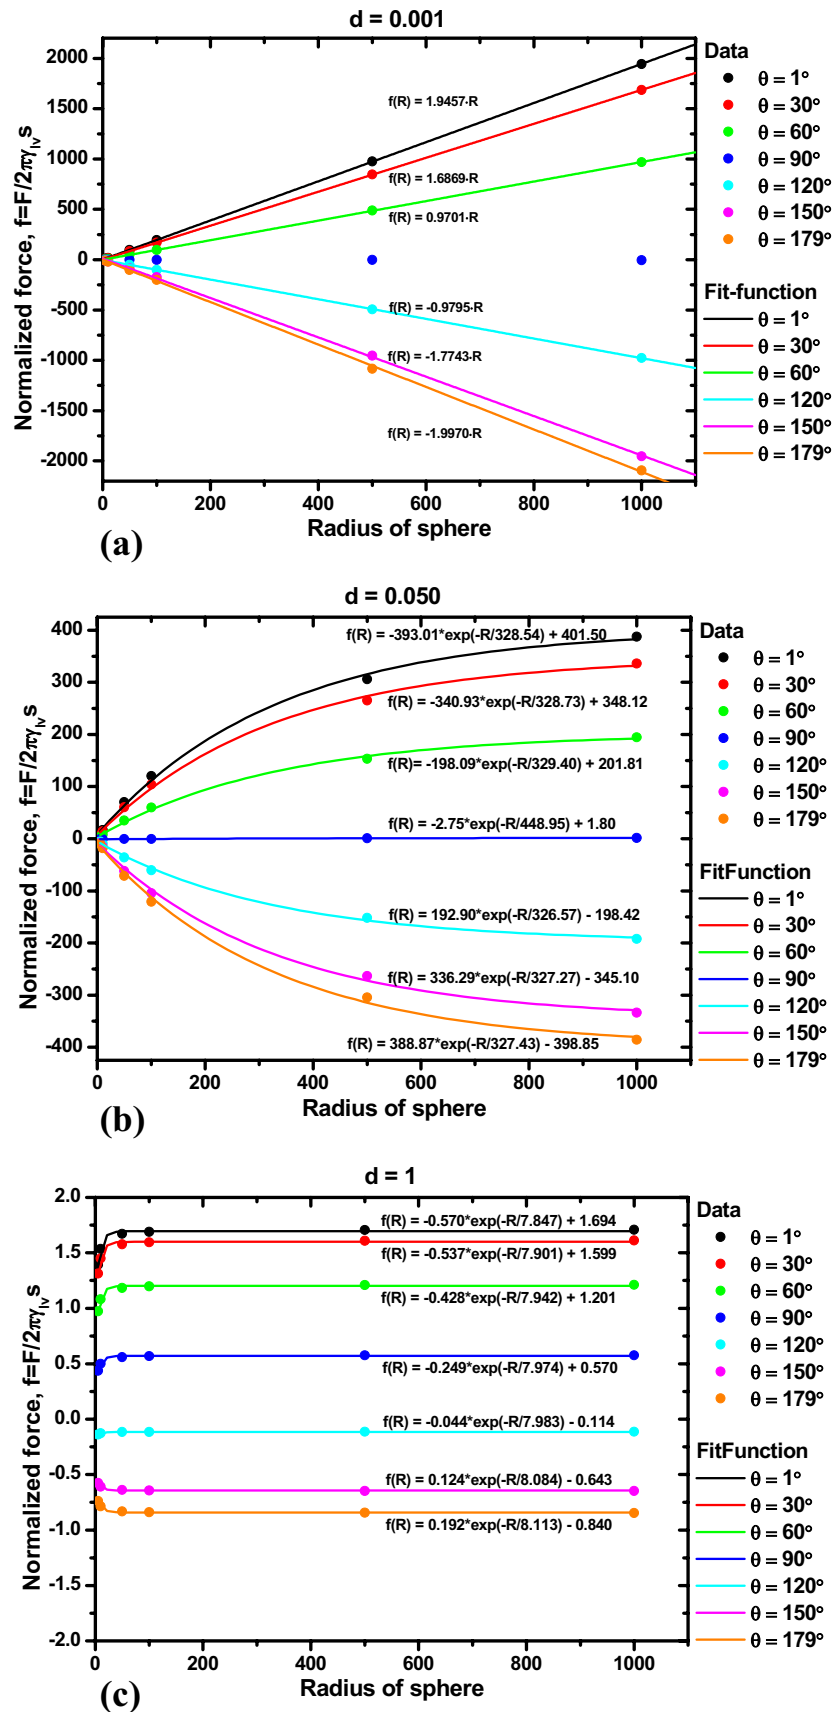 d = 0.001
Normalized force, f=F/2πγlvs
2000
1500
1000
500
0
-500
-1000
-1500
-2000
f(R) = 1.9457·R
f(R) = 1.6869·R
f(R) = 0.9701·R
f(R) = -0.9795·R
f(R) = -1.7743·R
f(R) = -1.9970·R
0 200 400 600 800 1000
Radius of sphere
(a)
Data
θ = 1°
θ = 30°
θ = 60°
θ = 90°
θ = 120°
θ = 150°
θ = 179°
Fit-function
θ = 1°
θ = 30°
θ = 60°
θ = 120°
θ = 150°
θ = 179°
d = 0.050
Normalized force, f=F/2πγlvs
400
300
200
100
0
-100
-200
-300
-400
f(R) = -393.01*exp(-R/328.54) + 401.50
f(R) = -340.93*exp(-R/328.73) + 348.12
f(R) = -198.09*exp(-R/329.40) + 201.81
f(R) = -2.75*exp(-R/448.95) + 1.80
f(R) = 192.90*exp(-R/326.57) - 198.42
f(R) = 336.29*exp(-R/327.27) - 345.10
f(R) = 388.87*exp(-R/327.43) - 398.85
0 200 400 600 800 1000
Radius of sphere
(b)
Data
θ = 1°
θ = 30°
θ = 60°
θ = 90°
θ = 120°
θ = 150°
θ = 179°
FitFunction
θ = 1°
θ = 30°
θ = 60°
θ = 90°
θ = 120°
θ = 150°
θ = 179°
d = 1
Normalized force, f=F/2πγlvs
2.0
1.5
1.0
0.5
0.0
-0.5
-1.0
-1.5
-2.0
f(R) = -0.570*exp(-R/7.847) + 1.694
f(R) = -0.537*exp(-R/7.901) + 1.599
f(R) = -0.428*exp(-R/7.942) + 1.201
f(R) = -0.249*exp(-R/7.974) + 0.570
f(R) = -0.044*exp(-R/7.983) - 0.114
f(R) = 0.124*exp(-R/8.084) - 0.643
f(R) = 0.192*exp(-R/8.113) - 0.840
0 200 400 600 800 1000
Radius of sphere
(c)
Data
θ = 1°
θ = 30°
θ = 60°
θ = 90°
θ = 120°
θ = 150°
θ = 179°
FitFunction
θ = 1°
θ = 30°
θ = 60°
θ = 90°
θ = 120°
θ = 150°
θ = 179°